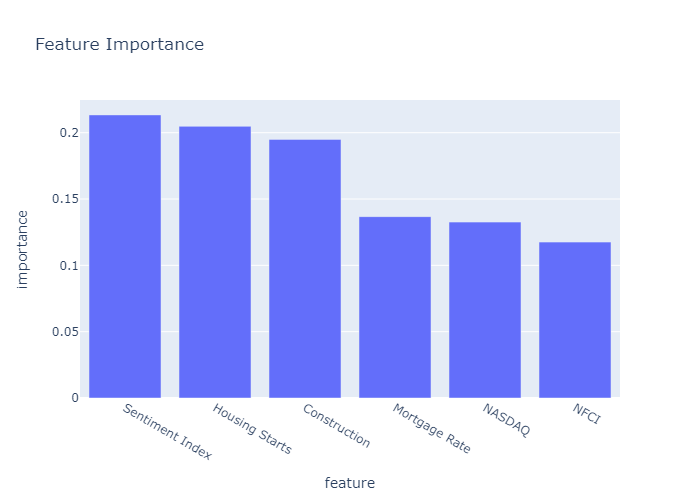 Feature Importance
importance
0.2
0.15
0.1
0.05
0
Sentiment Index
Housing Starts
Construction
Mortgage Rate
NASDAQ
NFCI
feature